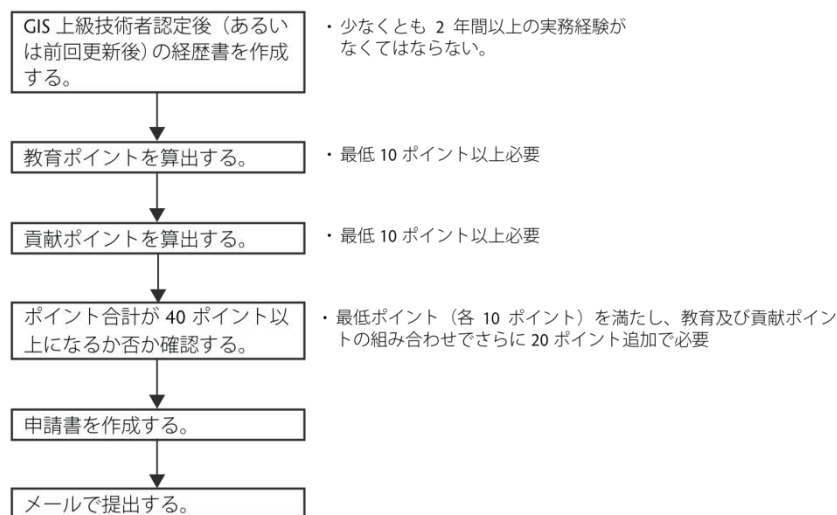 GIS 上級技術者認定後（あるい
は前回更新後）の経歴書を作成
する。
・少なくとも 2 年間以上の実務経験が
なくてはならない。
教育ポイントを算出する。
・最低 10 ポイント以上必要
貢献ポイントを算出する。
・最低 10 ポイント以上必要
ポイント合計が 40 ポイント以
上になるか否か確認する。
・最低ポイント（各 10 ポイント）を満たし、教育及び貢献ポイン
トの組み合わせでさらに 20 ポイント追加で必要
申請書を作成する。
メールで提出する。